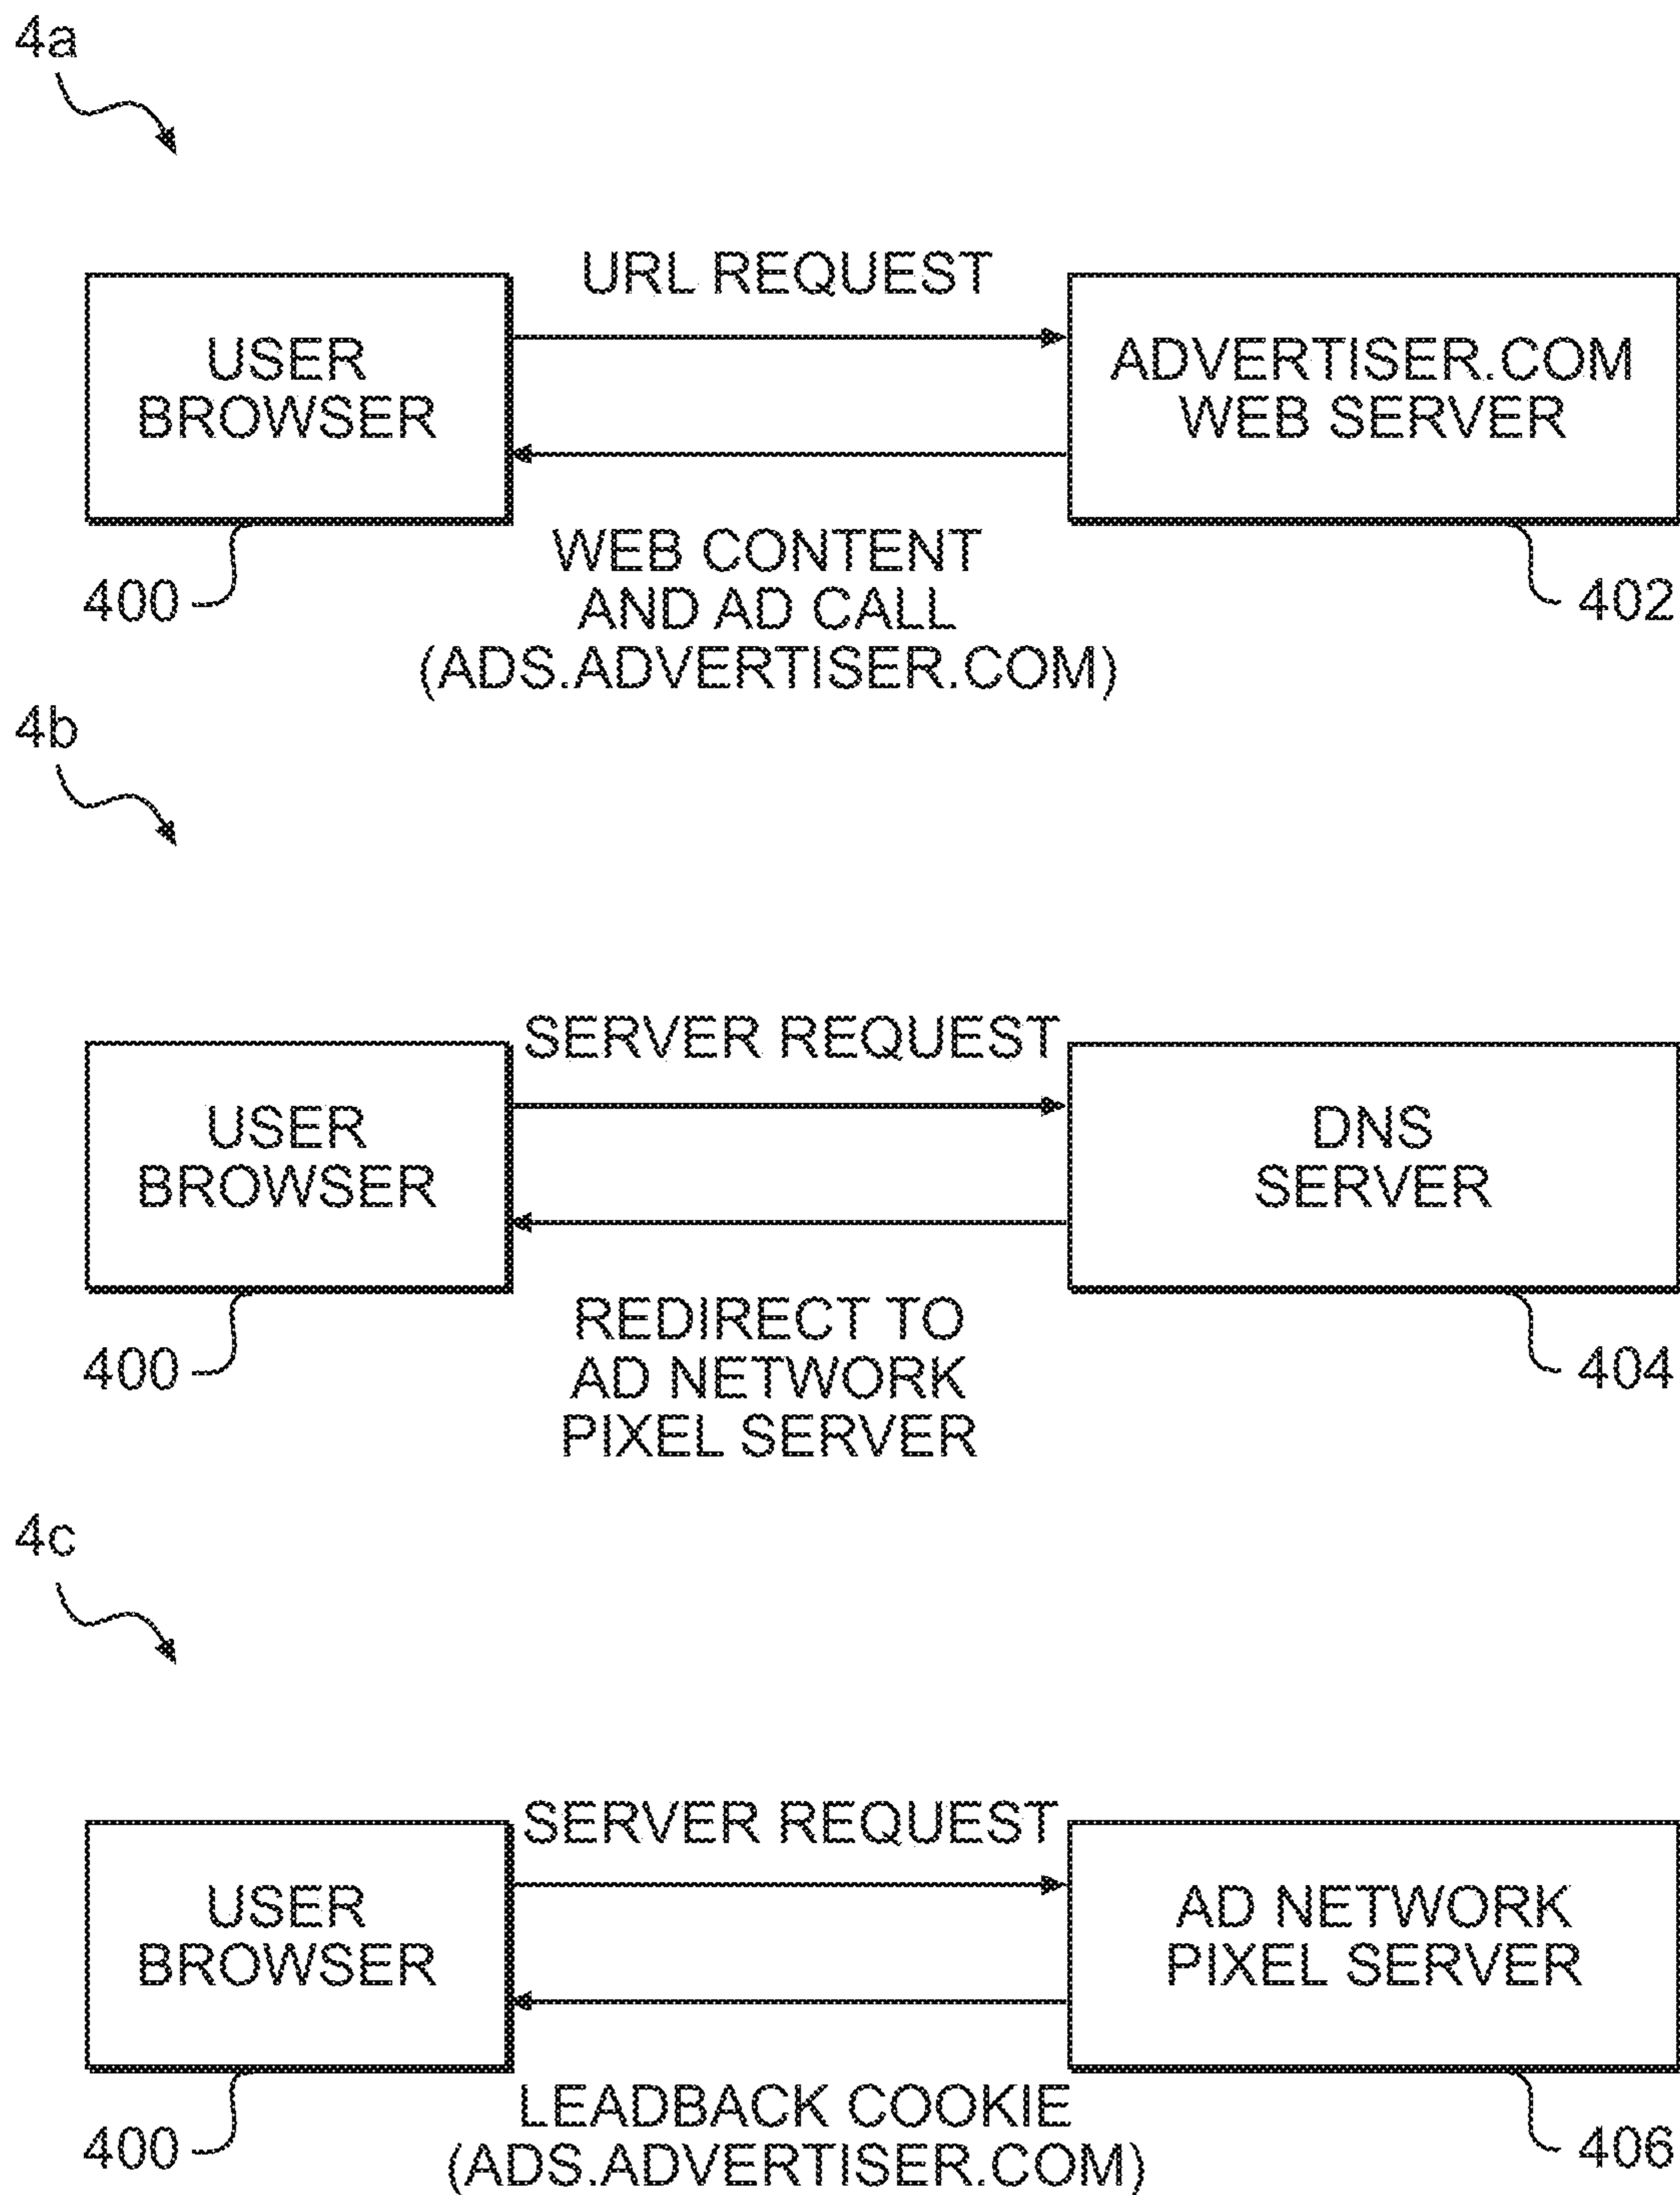 4a
URL REQUEST
USER
BROWSER
ADVERTISER.COM
WEB SERVER
WEB CONTENT
AND AD CALL
(ADS.ADVERTISER.COM)
400
402
4b
SERVER REQUEST
USER
BROWSER
DNS
SERVER
REDIRECT TO
AD NETWORK
PIXEL SERVER
400
404
4c
SERVER REQUEST
USER
BROWSER
AD NETWORK
PIXEL SERVER
LEADBACK COOKIE
(ADS.ADVERTISER.COM)
400
406